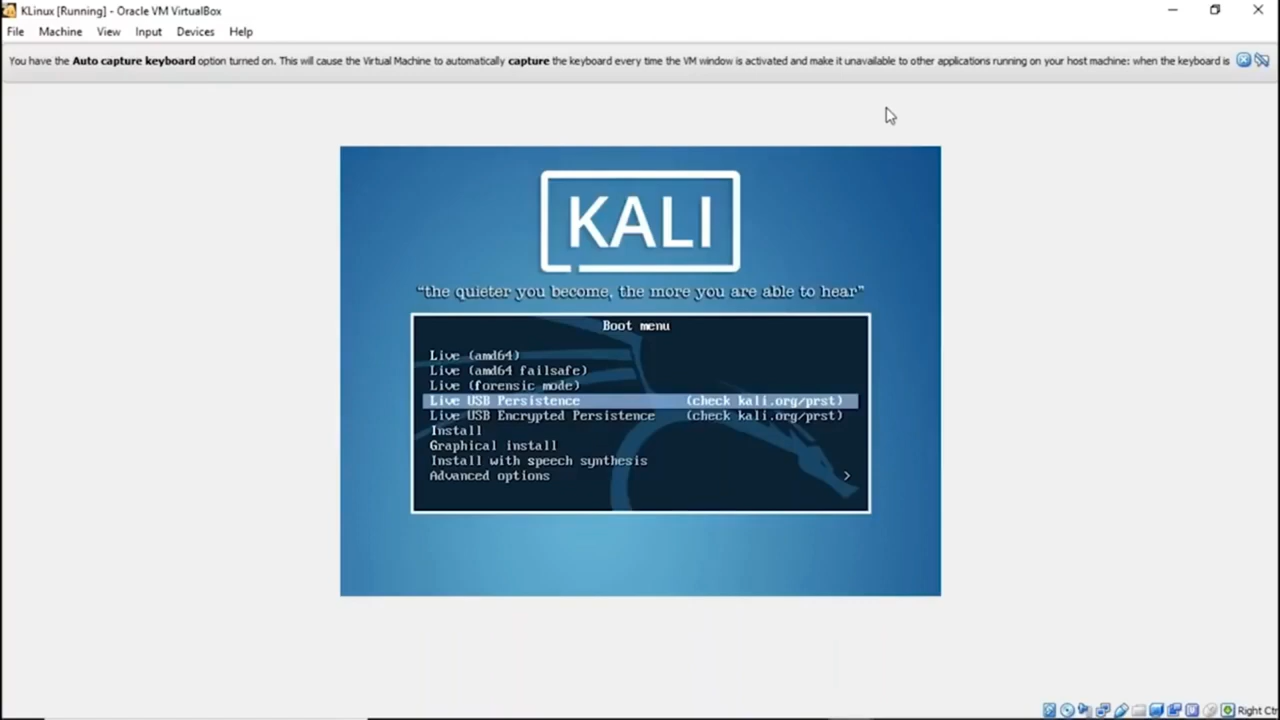 KLinux [Running] - Oracle VM VirtualBox
File Machine View Input Devices Help
You have the Auto capture keyboard option turned on. This will cause the Virtual Machine to automatically capture the keyboard every time the VM window is activated and make it unavailable to other applications running on your host machine: when the keyboard is
KALI
"the quieter you become, the more you are able to hear"
Boot menu
Live (amd64)
Live (amd64 failsafe)
Live (forensic mode)
Live USB Persistence (check kali.org/prst)
Live USB Encrypted Persistence (check kali.org/prst)
Install
Graphical install
Install with speech synthesis
Advanced options >
Right Ctr